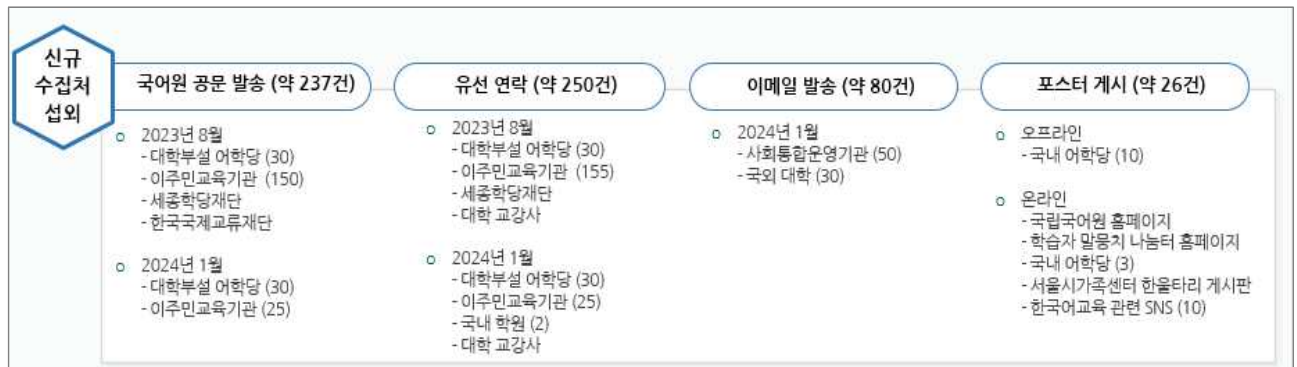 신규
수집처
섭외
국어원 공문 발송 (약 237건)
o 2023년 8월
- 대학부설 어학당 (30)
- 이주민교육기관 (150)
- 세종학당재단
- 한국국제교류재단
o 2024년 1월
- 대학부설 어학당 (30)
- 이주민교육기관 (25)
유선 연락 (약 250건)
o 2023년 8월
- 대학부설 어학당 (30)
- 이주민교육기관 (155)
- 세종학당재단
- 대학 교강사
o 2024년 1월
- 대학부설 어학당 (30)
- 이주민교육기관 (25)
- 국내 학원 (2)
- 대학 교강사
이메일 발송 (약 80건)
o 2024년 1월
- 사회통합운영기관 (50)
- 국외 대학 (30)
포스터 게시 (약 26건)
o 오프라인
- 국내 어학당 (10)
o 온라인
- 국립국어원 홈페이지
- 학습자 말뭉치 나눔터 홈페이지
- 국내 어학당 (3)
- 서울시가족센터 한울타리 게시판
- 한국어교육 관련 SNS (10)